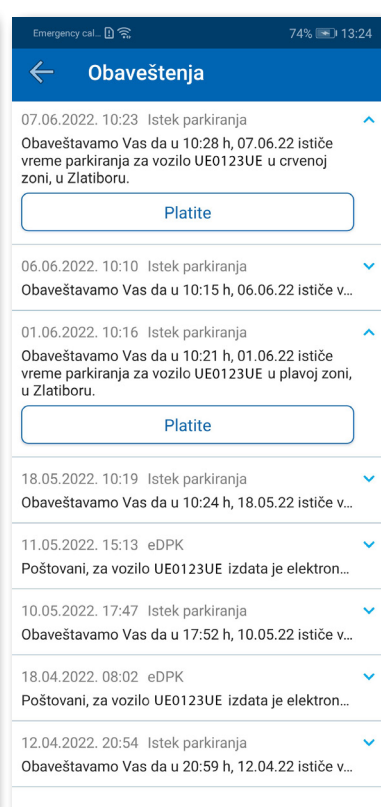 Emergency cal... 74% 13:24
Obaveštenja
07.06.2022. 10:23 Istek parkiranja
Obaveštavamo Vas da u 10:28 h, 07.06.22 ističe
vreme parkiranja za vozilo UE0123UE u crvenoj
zoni, u Zlatiboru.
Platite
06.06.2022. 10:10 Istek parkiranja
Obaveštavamo Vas da u 10:15 h, 06.06.22 ističe v...
01.06.2022. 10:16 Istek parkiranja
Obaveštavamo Vas da u 10:21 h, 01.06.22 ističe
vreme parkiranja za vozilo UE0123UE u plavoj zoni,
u Zlatiboru.
Platite
18.05.2022. 10:19 Istek parkiranja
Obaveštavamo Vas da u 10:24 h, 18.05.22 ističe v...
11.05.2022. 15:13 eDPK
Poštovani, za vozilo UE0123UE izdata je elektron...
10.05.2022. 17:47 Istek parkiranja
Obaveštavamo Vas da u 17:52 h, 10.05.22 ističe v...
18.04.2022. 08:02 eDPK
Poštovani, za vozilo UE0123UE izdata je elektron...
12.04.2022. 20:54 Istek parkiranja
Obaveštavamo Vas da u 20:59 h, 12.04.22 ističe v...